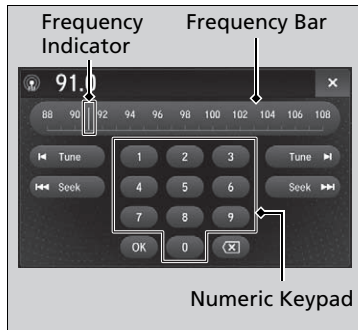 Frequency Indicator
Frequency Bar
91.0
×
88 90 92 94 96 98 100 102 104 106 108
Tune 1 2 3 Tune
Seek 4 5 6 Seek
7 8 9
OK 0
Numeric Keypad